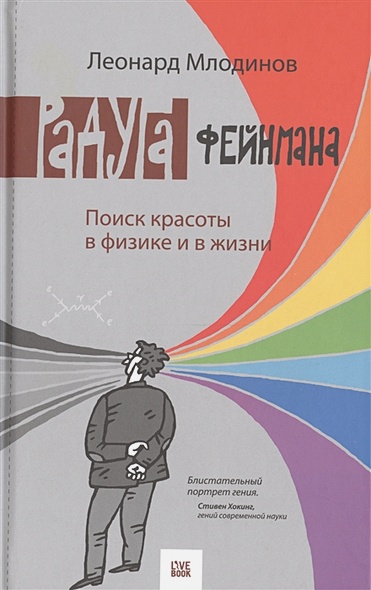 Леонард Млодинов
РАДУГА ФЕЙНМАНА
Поиск красоты
в физике и в жизни
γ
Блистательный
портрет гения.
Стивен Хокинг,
гений современной науки
LIVE
BOOK